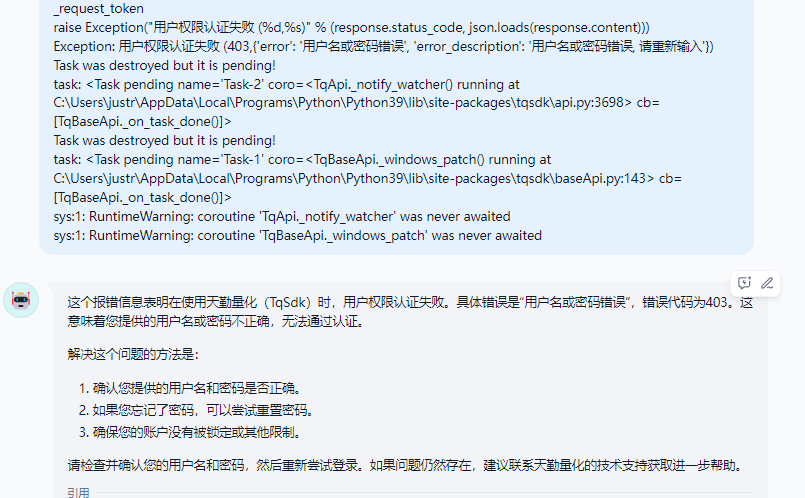 _request_token
raise Exception("用户权限认证失败 (%d,%s)" % (response.status_code, json.loads(response.content)))
Exception: 用户权限认证失败 (403,{'error': '用户名或密码错误', 'error_description': '用户名或密码错误, 请重新输入'})
Task was destroyed but it is pending!
task: <Task pending name='Task-2' coro=<TqApi._notify_watcher() running at
C:\Users\justr\AppData\Local\Programs\Python\Python39\lib\site-packages\tqsdk\api.py:3698> cb=
[TqBaseApi._on_task_done()]>
Task was destroyed but it is pending!
task: <Task pending name='Task-1' coro=<TqBaseApi._windows_patch() running at
C:\Users\justr\AppData\Local\Programs\Python\Python39\lib\site-packages\tqsdk\baseApi.py:143> cb=
[TqBaseApi._on_task_done()]>
sys:1: RuntimeWarning: coroutine 'TqApi._notify_watcher' was never awaited
sys:1: RuntimeWarning: coroutine 'TqBaseApi._windows_patch' was never awaited
这个报错信息表明在使用天勤量化（TqSdk）时，用户权限认证失败。具体错误是“用户名或密码错误”，错误代码为403。这
意味着您提供的用户名或密码不正确，无法通过认证。
解决这个问题的方法是：
1. 确认您提供的用户名和密码是否正确。
2. 如果您忘记了密码，可以尝试重置密码。
3. 确保您的账户没有被锁定或其他限制。
请检查并确认您的用户名和密码，然后重新尝试登录。如果问题仍然存在，建议联系天勤量化的技术支持获取进一步帮助。
引用